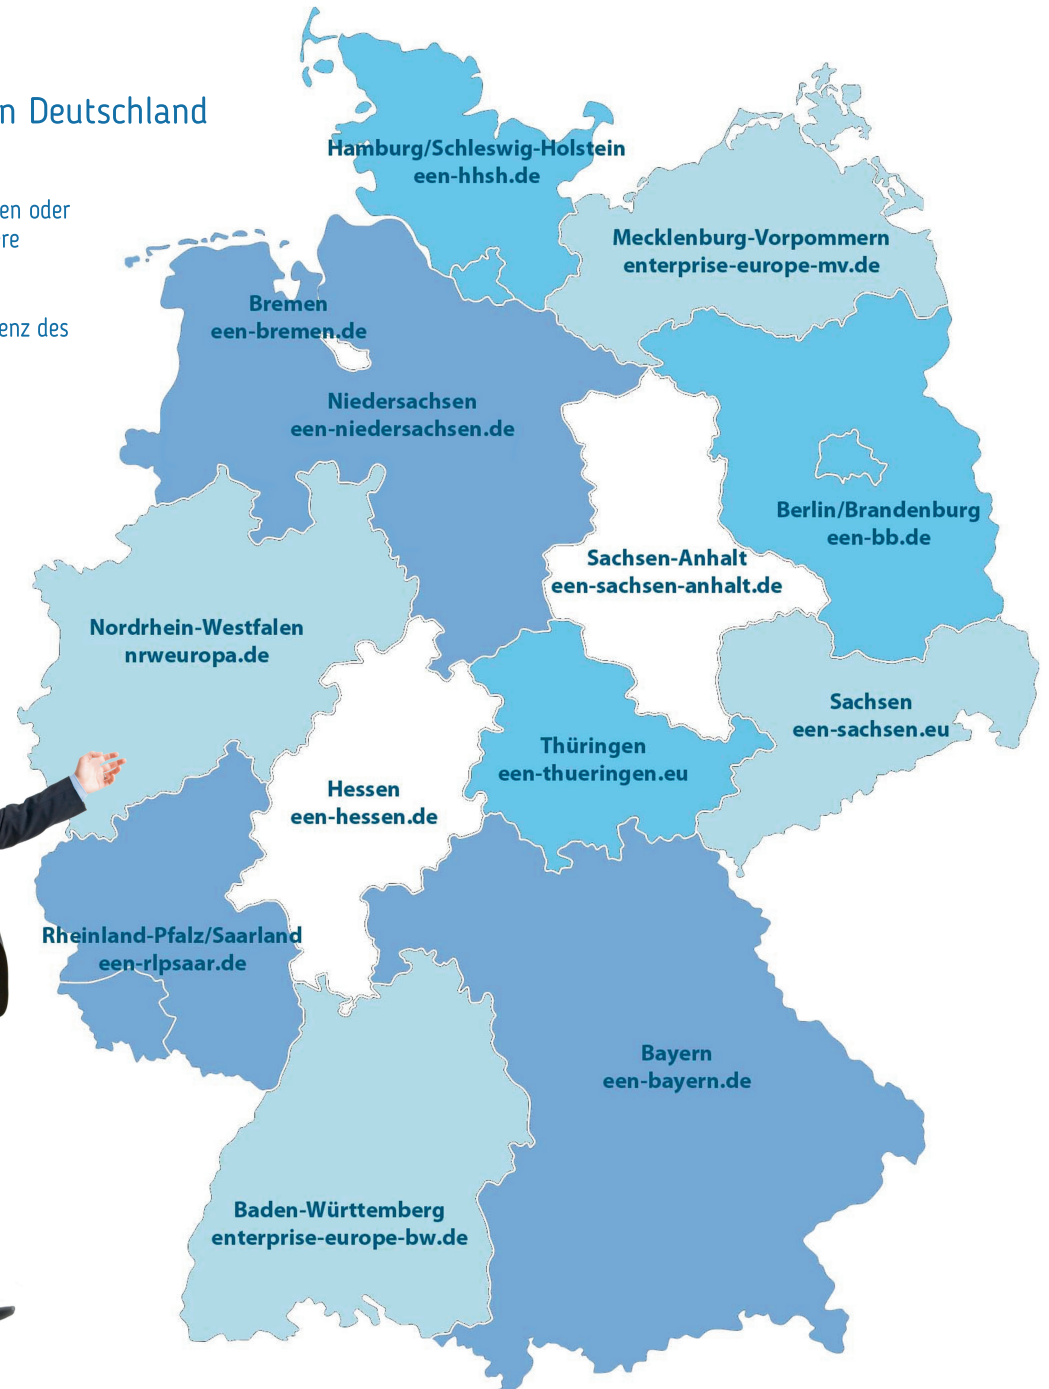 n Deutschland
en oder
re
enz des
Hamburg/Schleswig-Holstein
een-hhsh.de
Mecklenburg-Vorpommern
enterprise-europe-mv.de
Bremen
een-bremen.de
Niedersachsen
een-niedersachsen.de
Berlin/Brandenburg
een-bb.de
Sachsen-Anhalt
een-sachsen-anhalt.de
Nordrhein-Westfalen
nrweuropa.de
Sachsen
een-sachsen.eu
Thüringen
een-thueringen.eu
Hessen
een-hessen.de
Rheinland-Pfalz/Saarland
een-rlpsaar.de
Bayern
een-bayern.de
Baden-Württemberg
enterprise-europe-bw.de